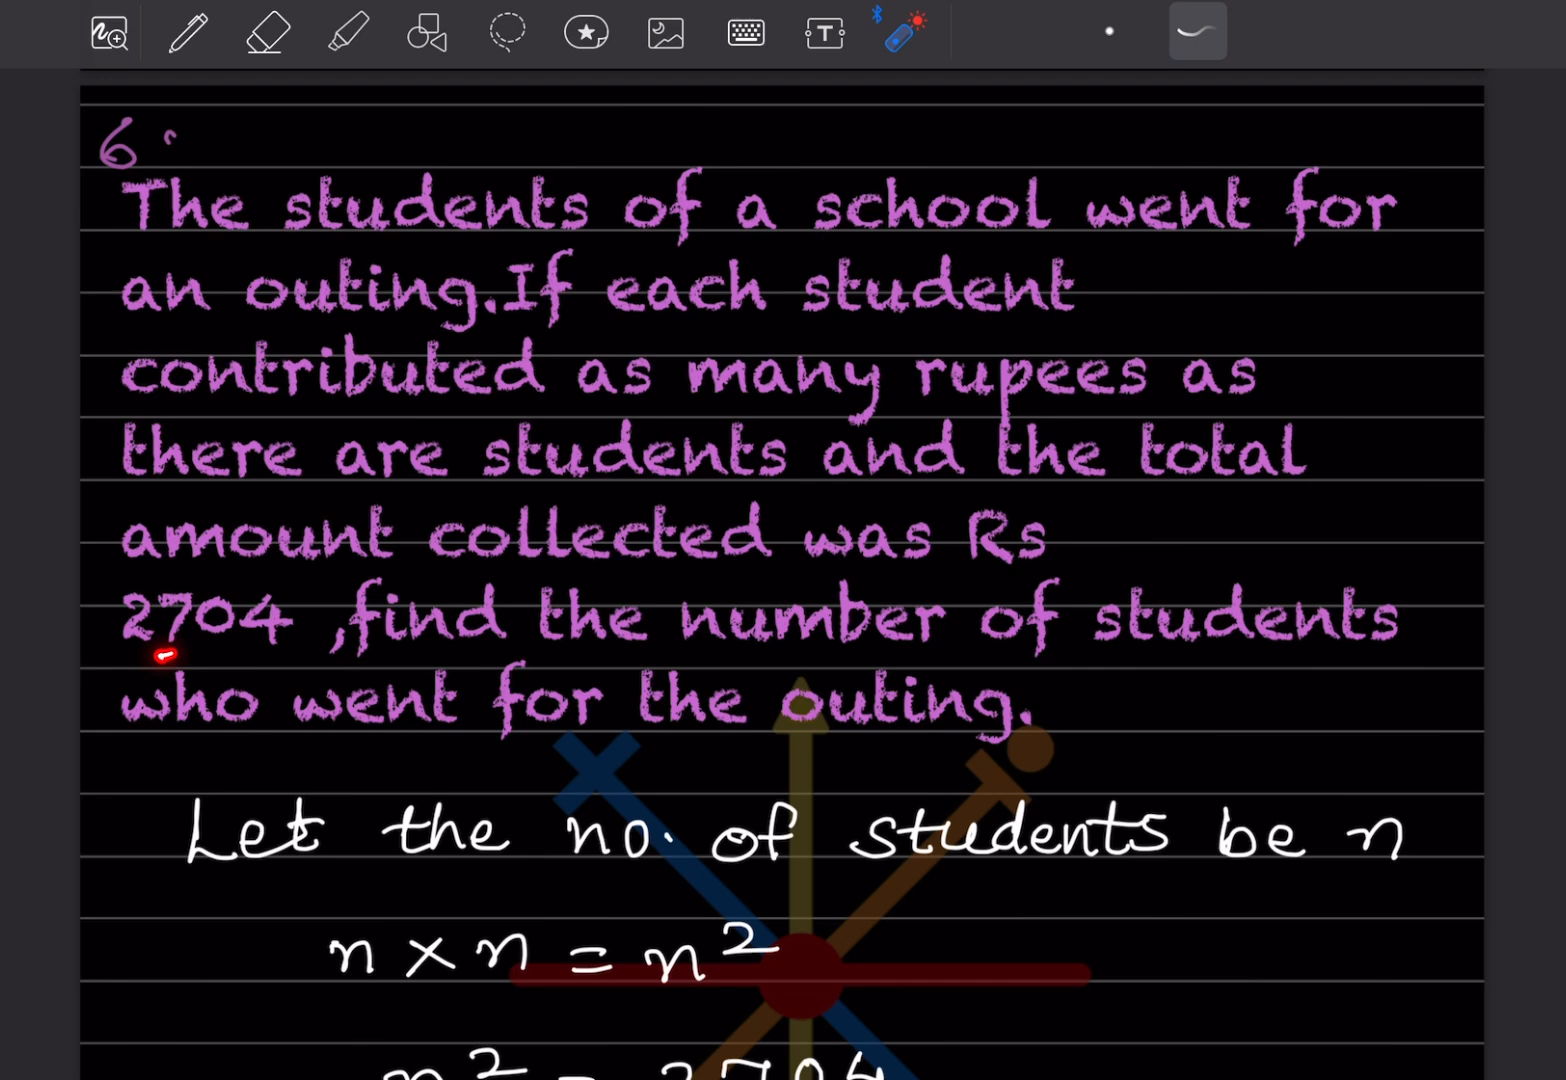 6.
The students of a school went for
an outing.If each student
contributed as many rupees as
there are students and the total
amount collected was Rs
2704 ,find the number of students
who went for the outing.
Let the no. of students be n
n × n = n²
n² = 2704